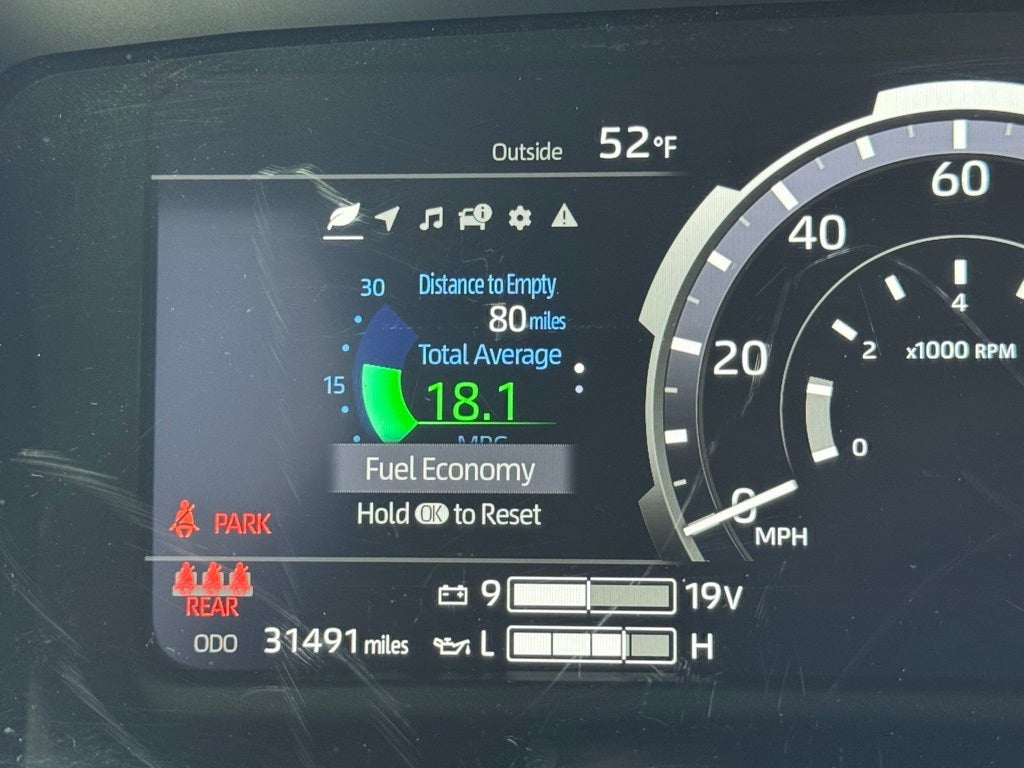 Outside 52°F
30
Distance to Empty
80 miles
Total Average
15
18.1
MPG
Fuel Economy
Hold OK to Reset
PARK
REAR
ODO 31491 miles
9 19V
L H
60
40
20
0
MPH
4
2
0
x1000 RPM